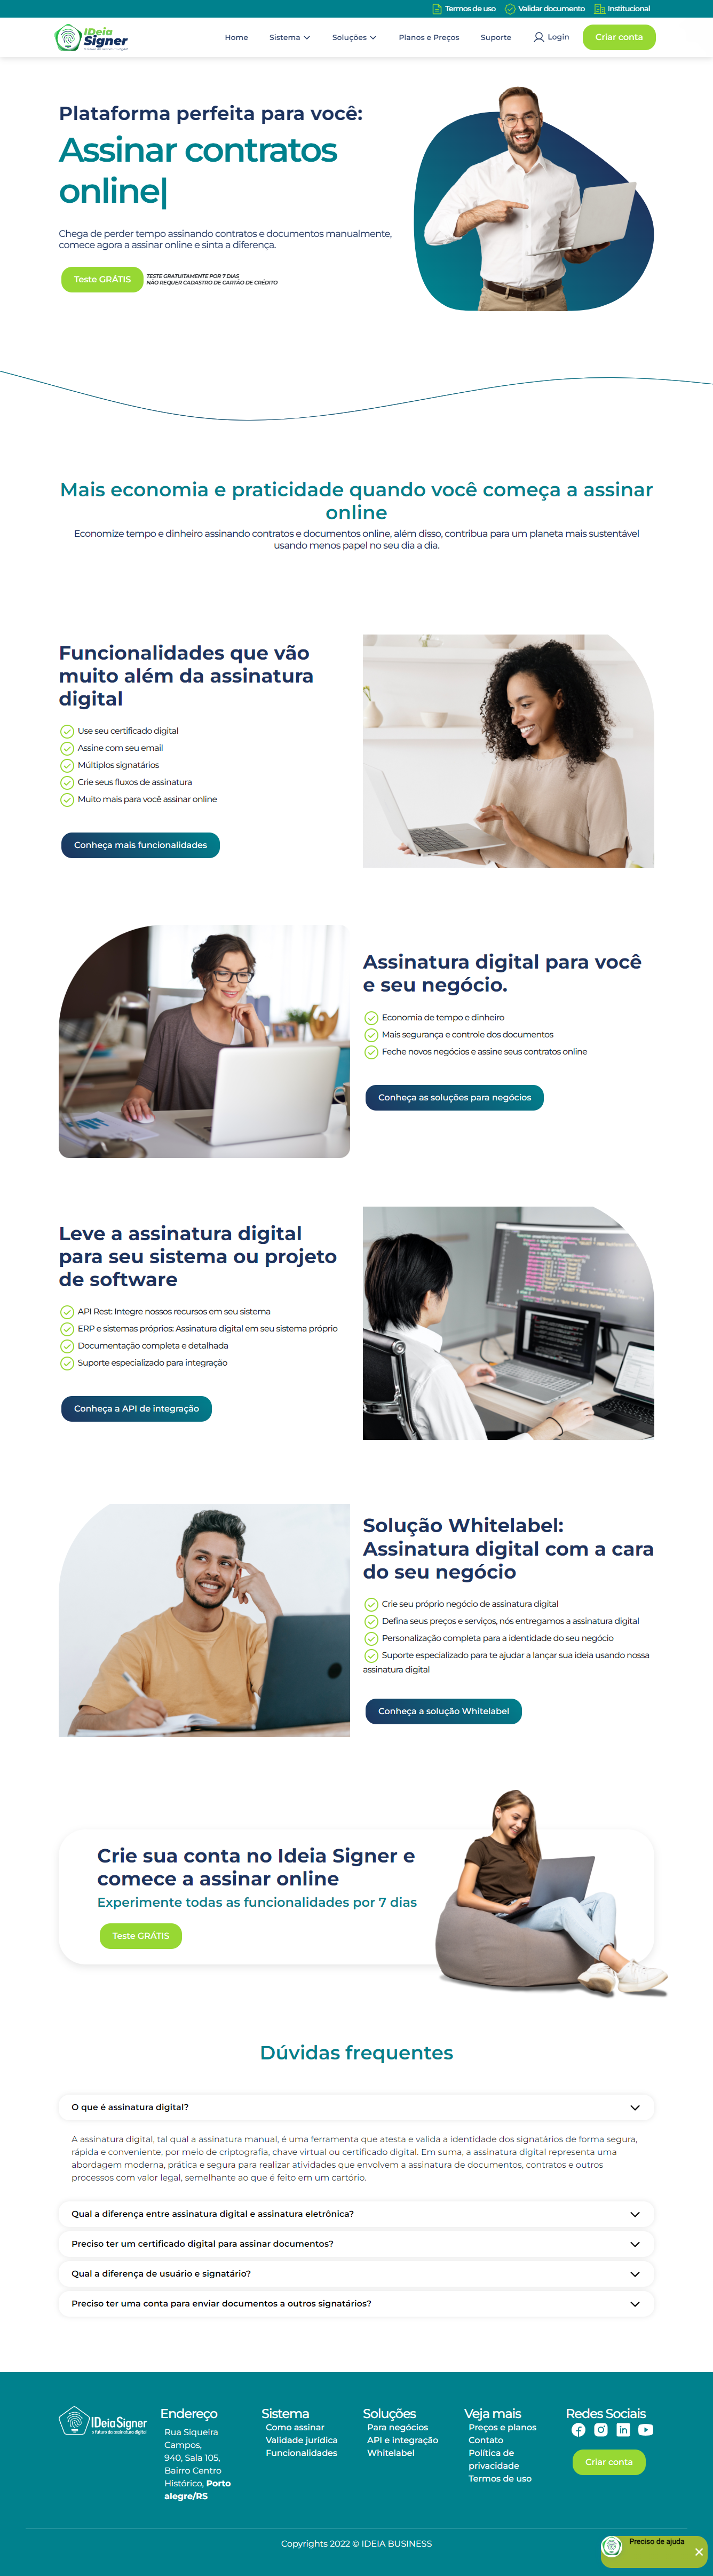 Termos de uso Validar documento Institucional
IDeia
Signer
Home Sistema Soluções Planos e Preços Suporte Login Criar conta
Plataforma perfeita para você:
Assinar contratos
online|
Chega de perder tempo assinando contratos e documentos manualmente,
comece agora a assinar online e sinta a diferença.
Teste GRÁTIS
TESTE GRATUITAMENTE POR 7 DIAS
NÃO REQUER CADASTRO DE CARTÃO DE CRÉDITO
Mais economia e praticidade quando você começa a assinar
online
Economize tempo e dinheiro assinando contratos e documentos online, além disso, contribua para um planeta mais sustentável
usando menos papel no seu dia a dia.
Funcionalidades que vão
muito além da assinatura
digital
Use seu certificado digital
Assine com seu email
Múltiplos signatários
Crie seus fluxos de assinatura
Muito mais para você assinar online
Conheça mais funcionalidades
Assinatura digital para você
e seu negócio.
Economia de tempo e dinheiro
Mais segurança e controle dos documentos
Feche novos negócios e assine seus contratos online
Conheça as soluções para negócios
Leve a assinatura digital
para seu sistema ou projeto
de software
API Rest: Integre nossos recursos em seu sistema
ERP e sistemas próprios: Assinatura digital em seu sistema próprio
Documentação completa e detalhada
Suporte especializado para integração
Conheça a API de integração
Solução Whitelabel:
Assinatura digital com a cara
do seu negócio
Crie seu próprio negócio de assinatura digital
Defina seus preços e serviços, nós entregamos a assinatura digital
Personalização completa para a identidade do seu negócio
Suporte especializado para te ajudar a lançar sua ideia usando nossa
assinatura digital
Conheça a solução Whitelabel
Crie sua conta no Ideia Signer e
comece a assinar online
Experimente todas as funcionalidades por 7 dias
Teste GRÁTIS
Dúvidas frequentes
O que é assinatura digital?
A assinatura digital, tal qual a assinatura manual, é uma ferramenta que atesta e valida a identidade dos signatários de forma segura,
rápida e conveniente, por meio de criptografia, chave virtual ou certificado digital. Em suma, a assinatura digital representa uma
abordagem moderna, prática e segura para realizar atividades que envolvem a assinatura de documentos, contratos e outros
processos com valor legal, semelhante ao que é feito em um cartório.
Qual a diferença entre assinatura digital e assinatura eletrônica?
Preciso ter um certificado digital para assinar documentos?
Qual a diferença de usuário e signatário?
Preciso ter uma conta para enviar documentos a outros signatários?
IDeiaSigner
o futuro da assinatura digital
Endereço
Rua Siqueira
Campos,
940, Sala 105,
Bairro Centro
Histórico, Porto
alegre/RS
Sistema
Como assinar
Validade jurídica
Funcionalidades
Soluções
Para negócios
API e integração
Whitelabel
Veja mais
Preços e planos
Contato
Política de
privacidade
Termos de uso
Redes Sociais
Criar conta
Copyrights 2022 © IDEIA BUSINESS
Preciso de ajuda